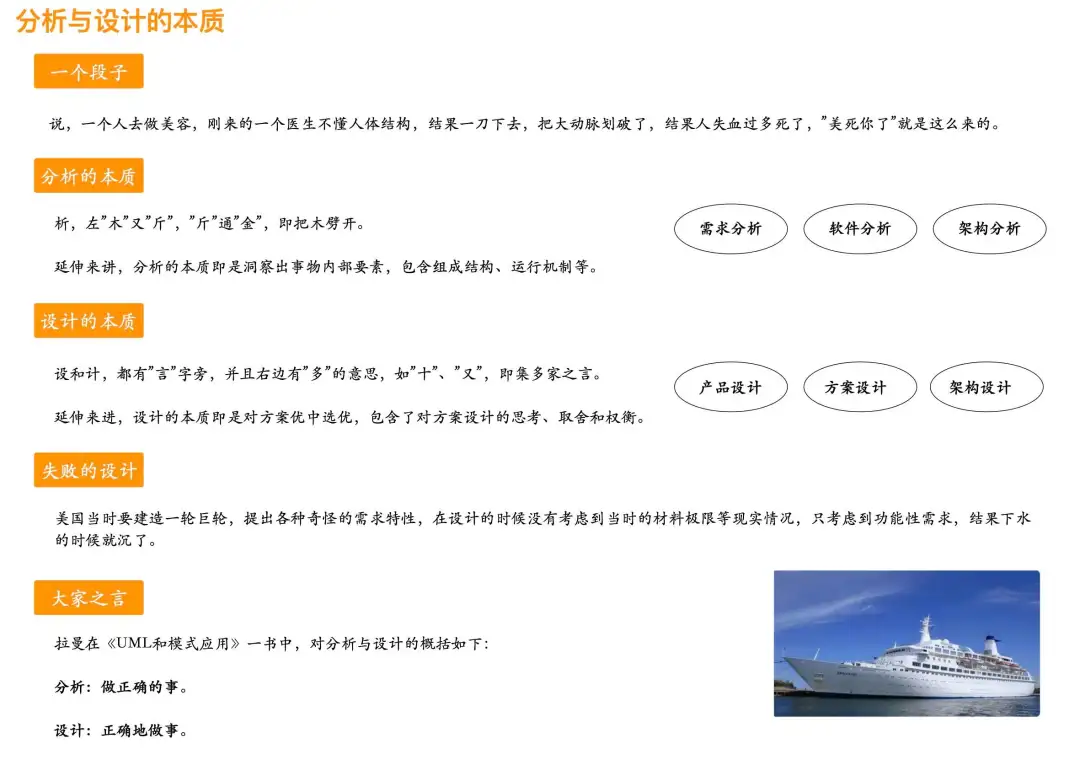 分析与设计的本质
一个段子
说，一个人去做美容，刚来的一个医生不懂人体结构，结果一刀下去，把大动脉划破了，结果人失血过多死了，”美死你了”就是这么来的。
分析的本质
析，左”木”又”斤”，”斤”通”金”，即把木劈开。
延伸来讲，分析的本质即是洞察出事物内部要素，包含组成结构、运行机制等。
需求分析
软件分析
架构分析
设计的本质
设和计，都有”言”字旁，并且右边有”多”的意思，如”十”、”又”，即集多家之言。
延伸来进，设计的本质即是对方案优中选优，包含了对方案设计的思考、取舍和权衡。
产品设计
方案设计
架构设计
失败的设计
美国当时要建造一轮巨轮，提出各种奇怪的需求特性，在设计的时候没有考虑到当时的材料极限等现实情况，只考虑到功能性需求，结果下水
的时候就沉了。
大家之言
拉曼在《UML和模式应用》一书中，对分析与设计的概括如下：
分析：做正确的事。
设计：正确地做事。